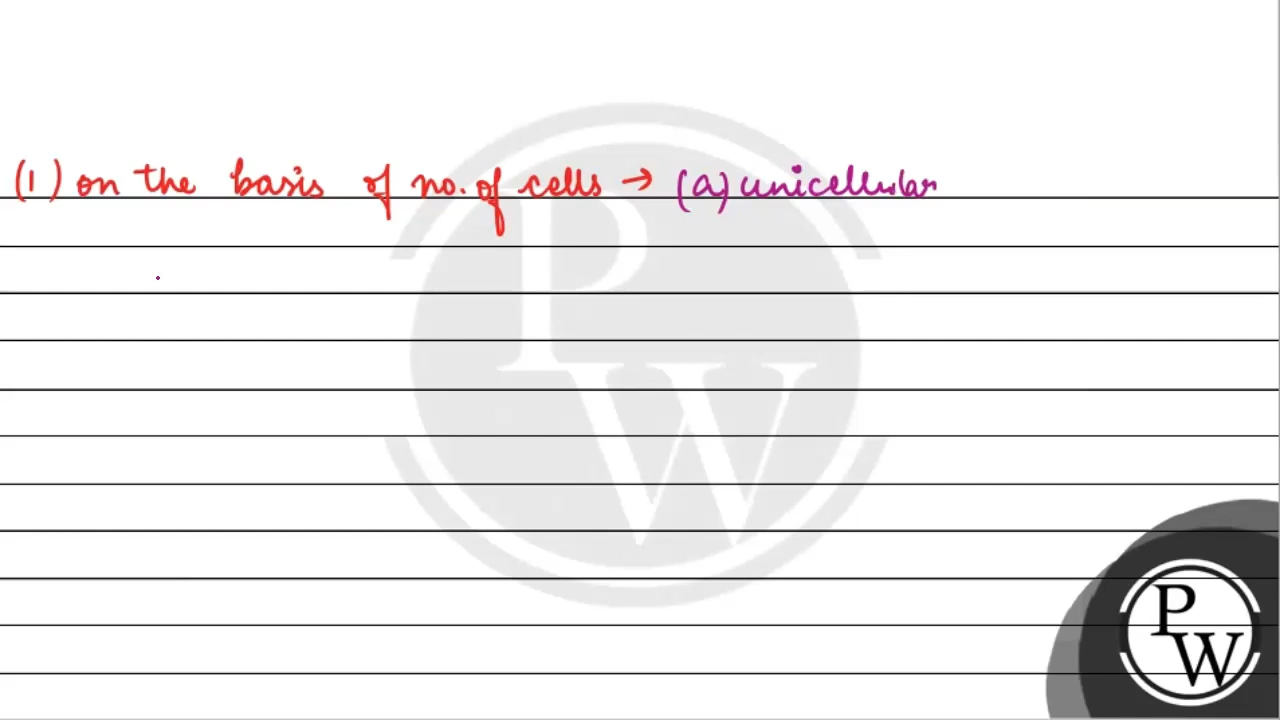 (1) on the basis of no. of cells → (a) unicellular
P
W
P
W